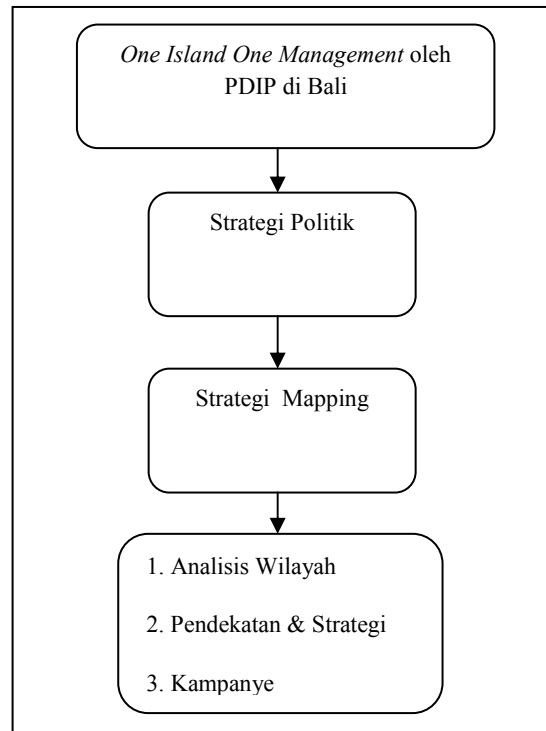 One Island One Management oleh
PDIP di Bali
Strategi Politik
Strategi Mapping
1. Analisis Wilayah
2. Pendekatan & Strategi
3. Kampanye